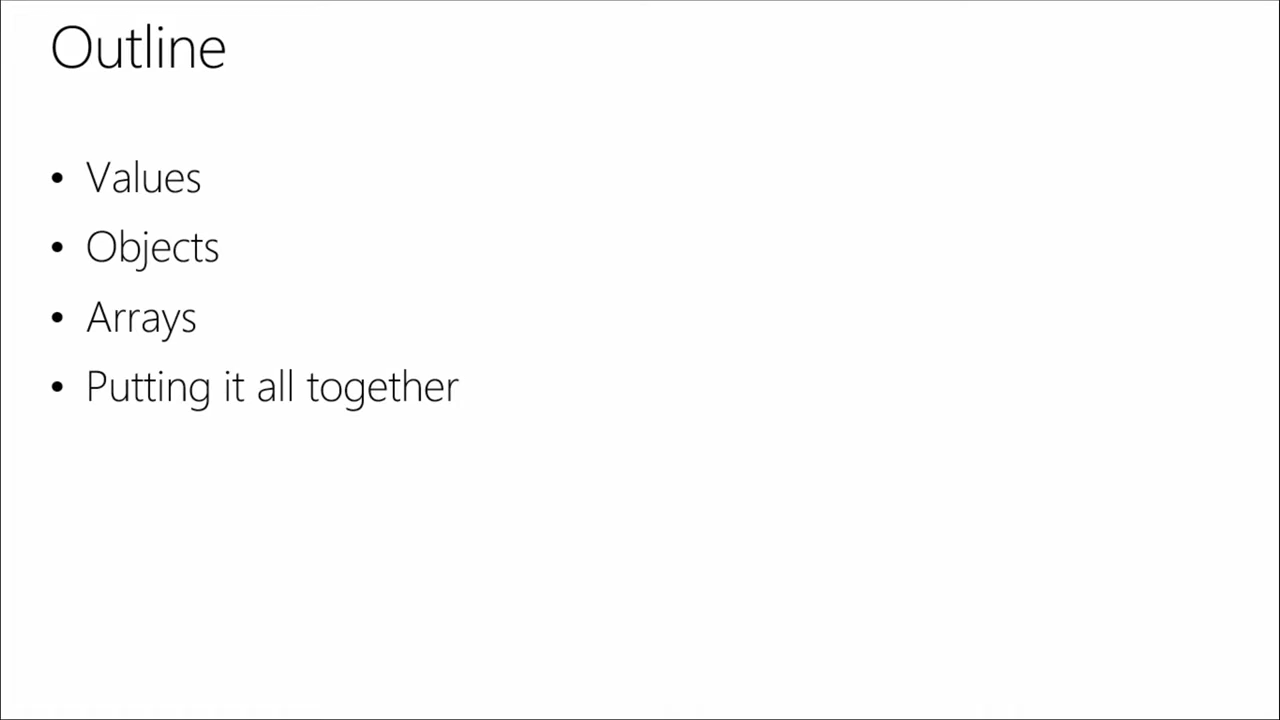 Outline
• Values
• Objects
• Arrays
• Putting it all together